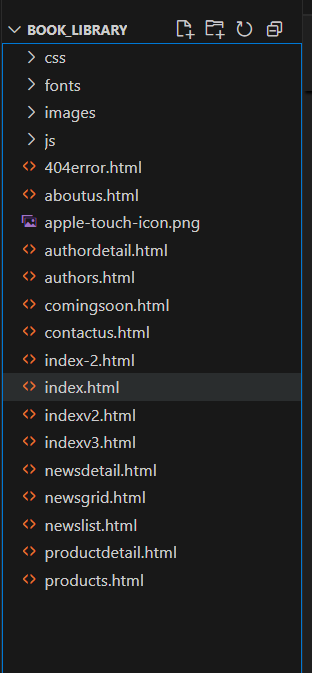 BOOK_LIBRARY
css
fonts
images
js
404error.html
aboutus.html
apple-touch-icon.png
authordetail.html
authors.html
comingsoon.html
contactus.html
index-2.html
index.html
indexv2.html
indexv3.html
newsdetail.html
newsgrid.html
newslist.html
productdetail.html
products.html